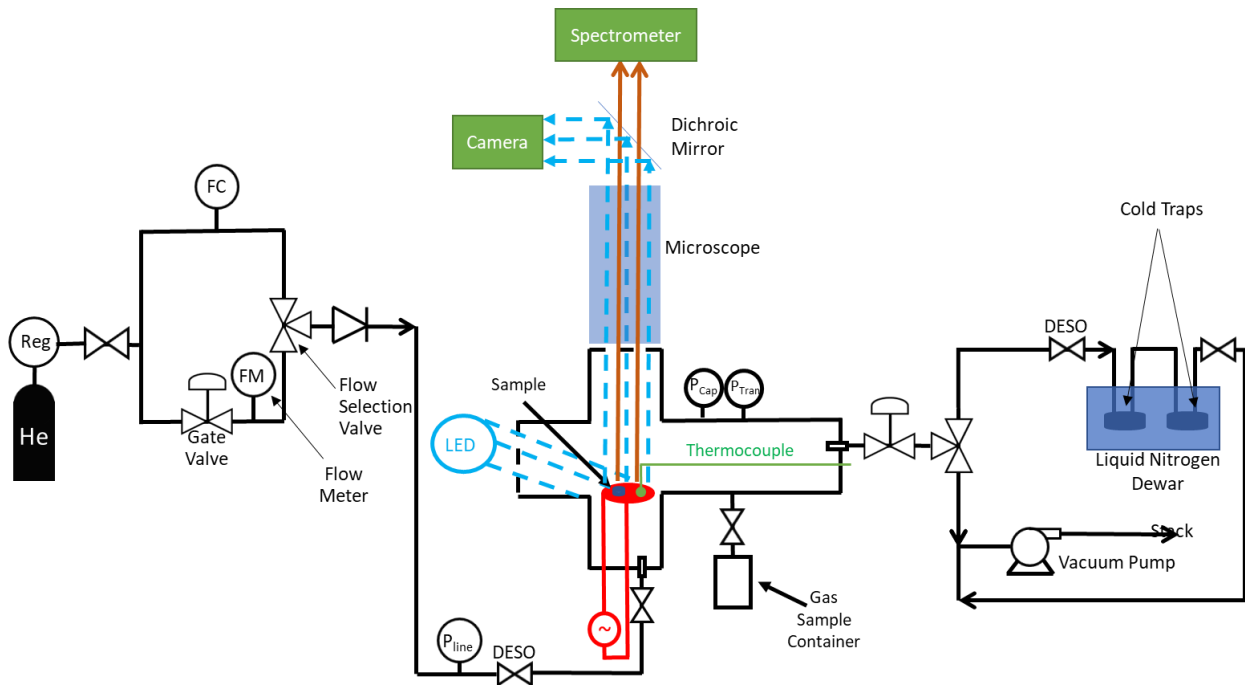 Spectrometer
Camera
Dichroic
Mirror
FC
Cold Traps
Microscope
Reg
DESO
FM
Flow
Selection
Valve
Sample
P_Cap
P_Tran
He
Gate
Valve
LED
Thermocouple
Flow
Meter
Liquid Nitrogen
Dewar
Stack
Vacuum Pump
~
Gas
Sample
Container
P_line
DESO